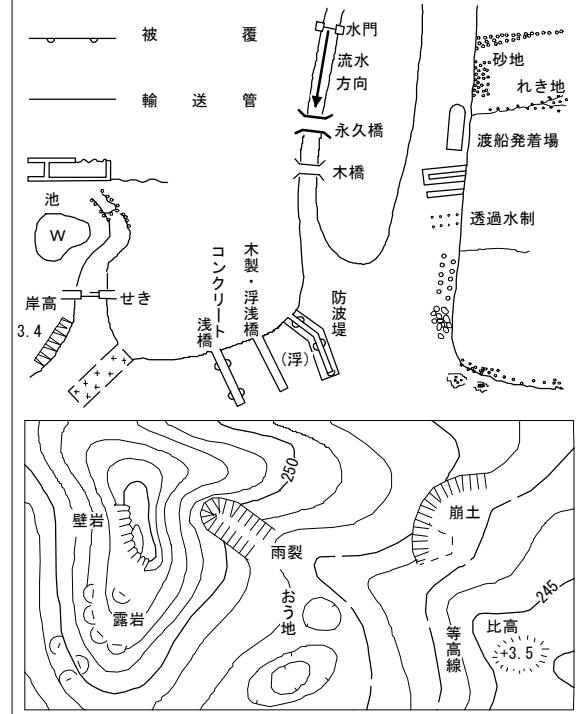 被覆
水門
砂地
流水
方向
れき地
輸送管
永久橋
渡船発着場
木橋
池
W
透過水制
木製・浮浅橋
コンクリート
浅橋
防波堤
岸高
せき
3.4
(浮)
250
壁岩
崩土
雨裂
おう地
露岩
等高線
245
比高
+3.5